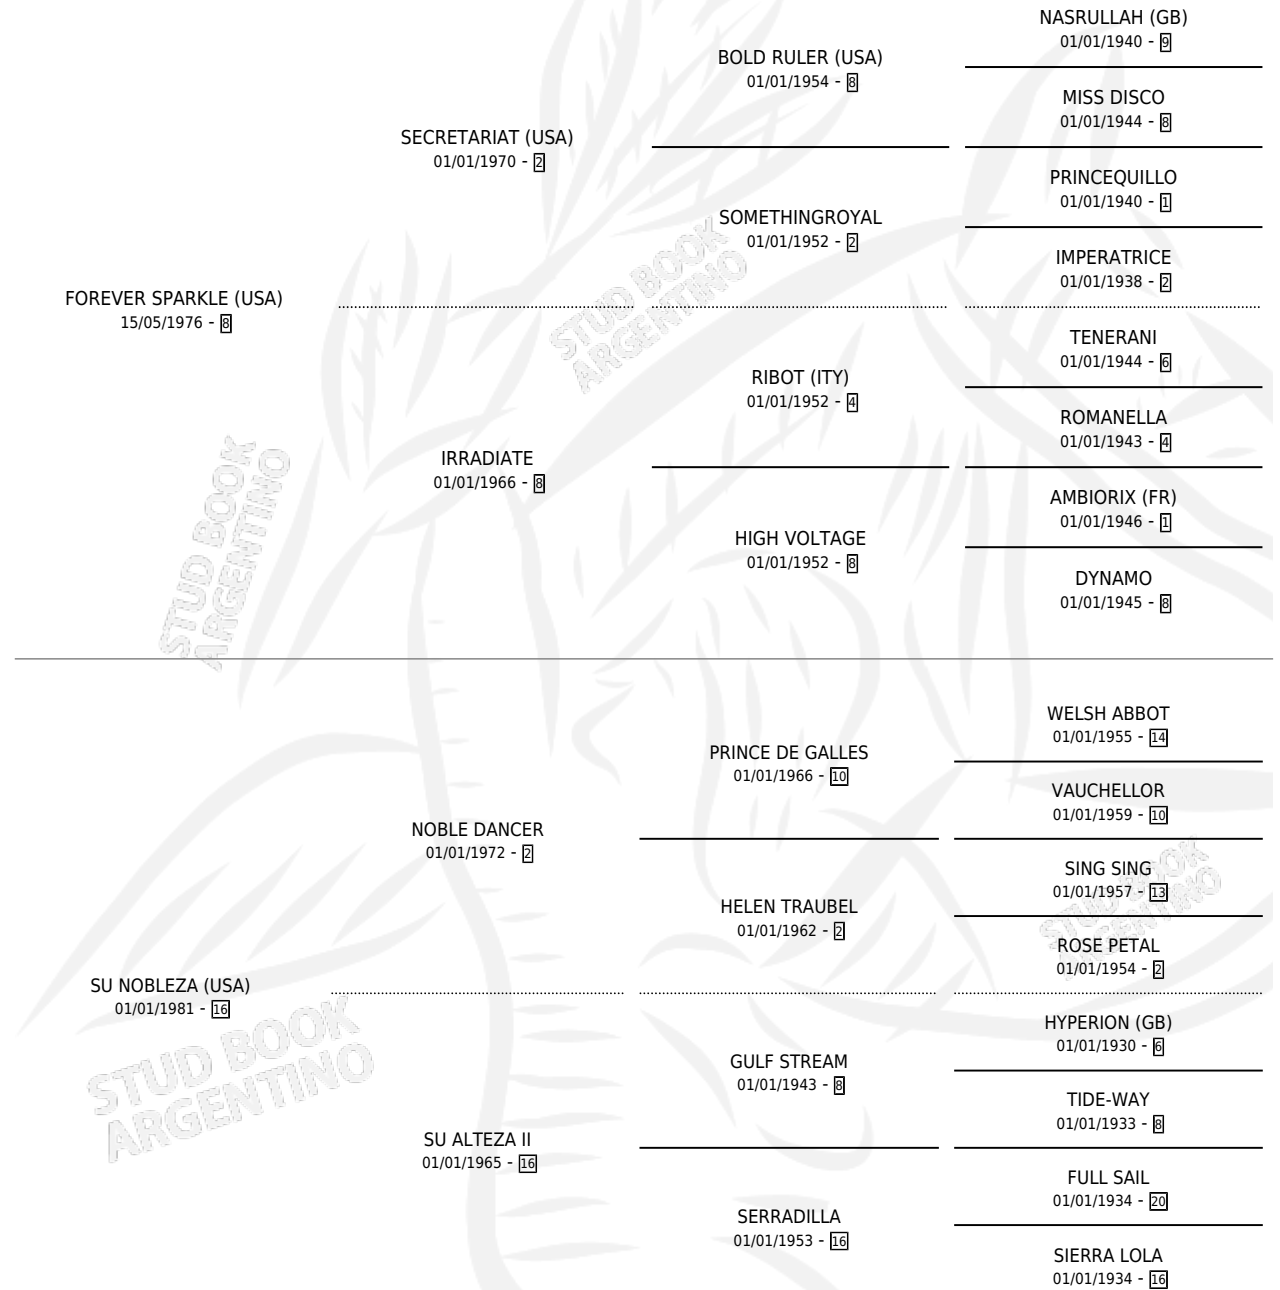 NASRULLAH (GB)
01/01/1940 - 9
BOLD RULER (USA)
01/01/1954 - 8
MISS DISCO
01/01/1944 - 8
SECRETARIAT (USA)
01/01/1970 - 2
PRINCEQUILLO
01/01/1940 - 1
SOMETHINGROYAL
01/01/1952 - 2
IMPERATRICE
01/01/1938 - 2
FOREVER SPARKLE (USA)
15/05/1976 - 8
STUD BOOK
ARGENTINO
TENERANI
01/01/1944 - 6
RIBOT (ITY)
01/01/1952 - 4
ROMANELLA
01/01/1943 - 4
IRRADIATE
01/01/1966 - 8
AMBIORIX (FR)
01/01/1946 - 1
HIGH VOLTAGE
01/01/1952 - 8
DYNAMO
01/01/1945 - 8
STUD BOOK
ARGENTINO
WELSH ABBOT
01/01/1955 - 14
PRINCE DE GALLES
01/01/1966 - 10
VAUCHELLOR
01/01/1959 - 10
NOBLE DANCER
01/01/1972 - 2
SING SING
01/01/1957 - 13
HELEN TRAUBEL
01/01/1962 - 2
ROSE PETAL
01/01/1954 - 2
STUD BOOK
ARGENTINO
SU NOBLEZA (USA)
01/01/1981 - 16
HYPERION (GB)
01/01/1930 - 6
GULF STREAM
01/01/1943 - 8
TIDE-WAY
01/01/1933 - 8
STUD BOOK
ARGENTINO
SU ALTEZA II
01/01/1965 - 16
FULL SAIL
01/01/1934 - 20
SERRADILLA
01/01/1953 - 16
SIERRA LOLA
01/01/1934 - 16